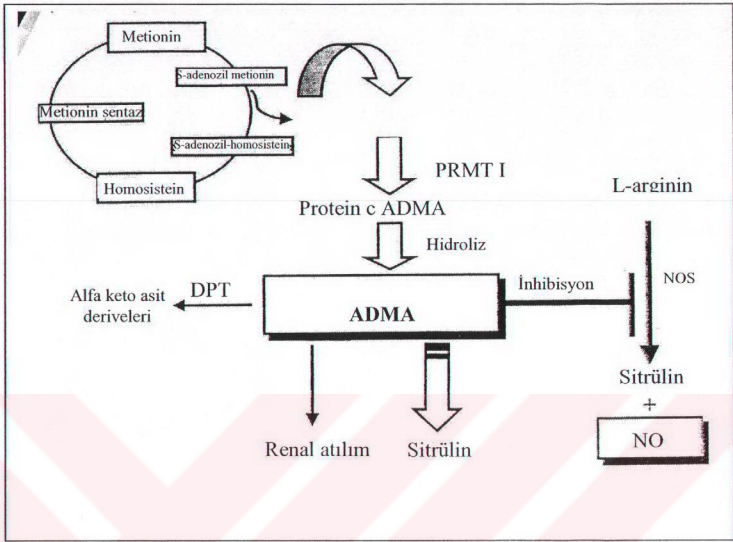 Metionin
S-adenozil metionin
Metionin sentaz
S-adenozil-homosistein
Homosistein
PRMT I
Protein c ADMA
L-arginin
Hidroliz
Alfa keto asit
deriveleri
DPT
ADMA
İnhibisyon
NOS
Renal atılım
Sitrülin
Sitrülin
+
NO